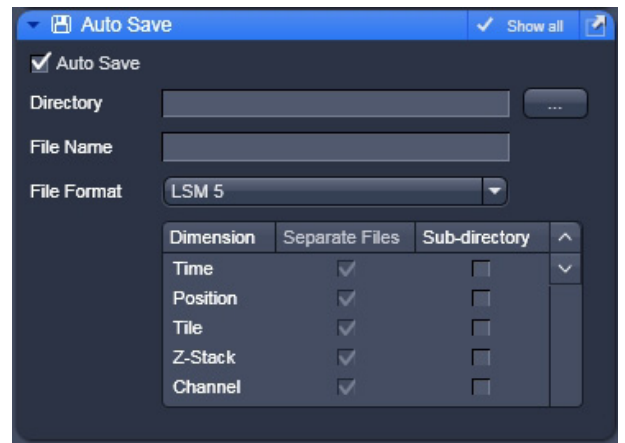 Auto Save Show all
Auto Save
Directory ...
File Name
File Format LSM 5
Dimension Separate Files Sub-directory
Time
Position
Tile
Z-Stack
Channel